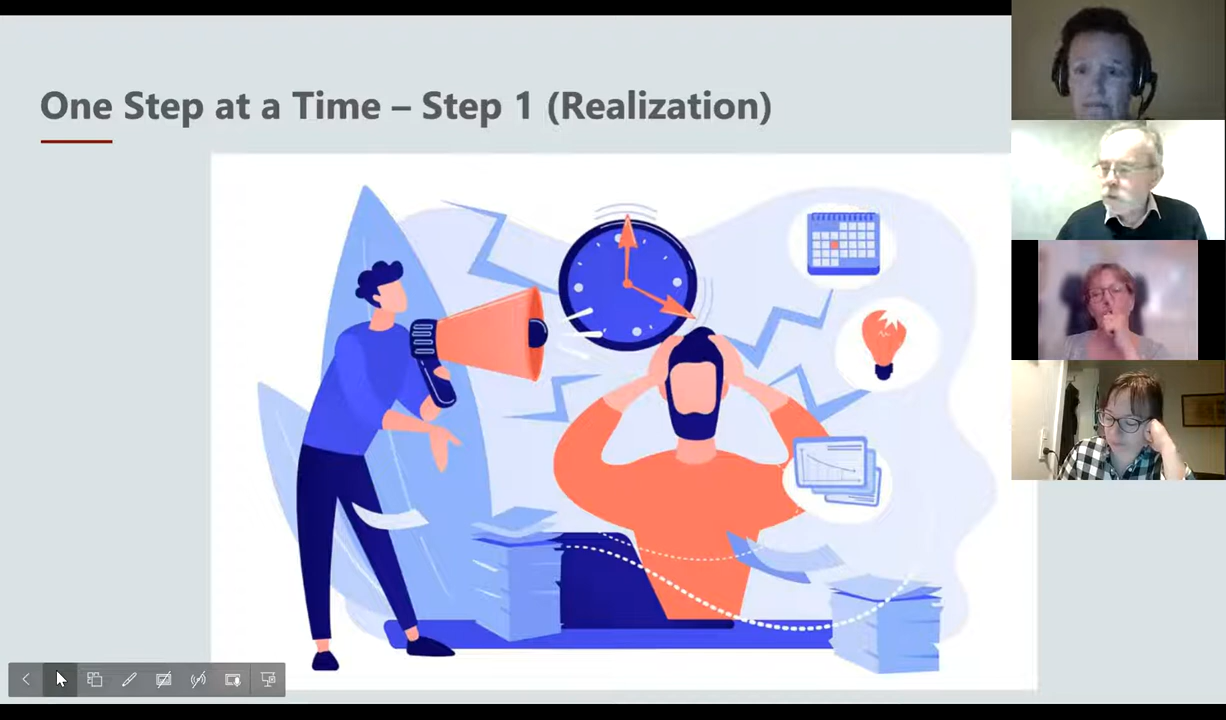 One Step at a Time – Step 1 (Realization)